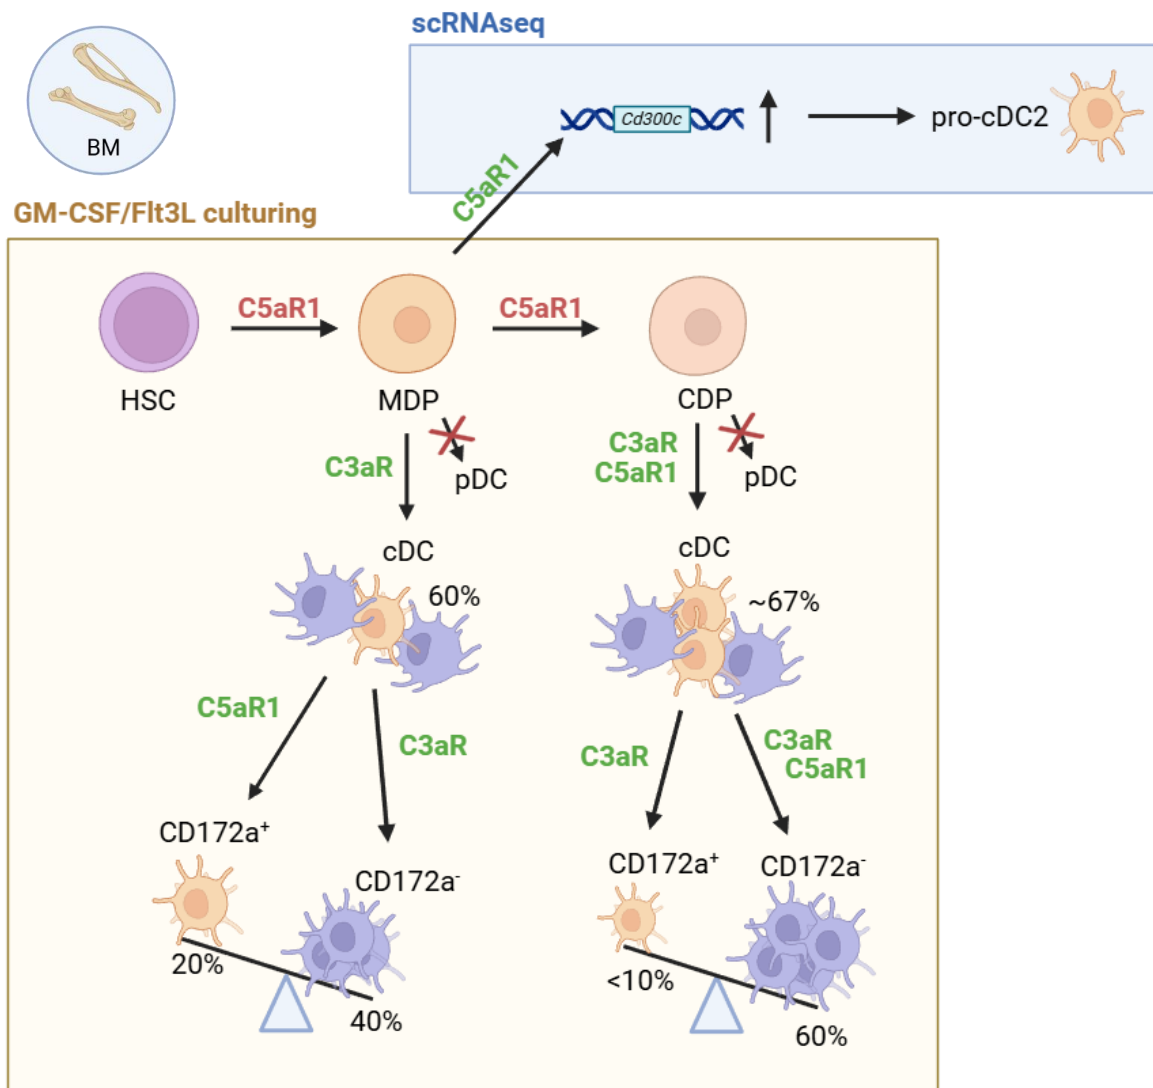 scRNAseq
BM
Cd300c
pro-cDC2
C5aR1
GM-CSF/Flt3L culturing
C5aR1
C5aR1
HSC
MDP
CDP
C3aR
pDC
C3aR
C5aR1
pDC
cDC
60%
cDC
~67%
C5aR1
C3aR
C3aR
C3aR
C5aR1
CD172a⁺
CD172a⁻
CD172a⁺
CD172a⁻
20%
40%
<10%
60%